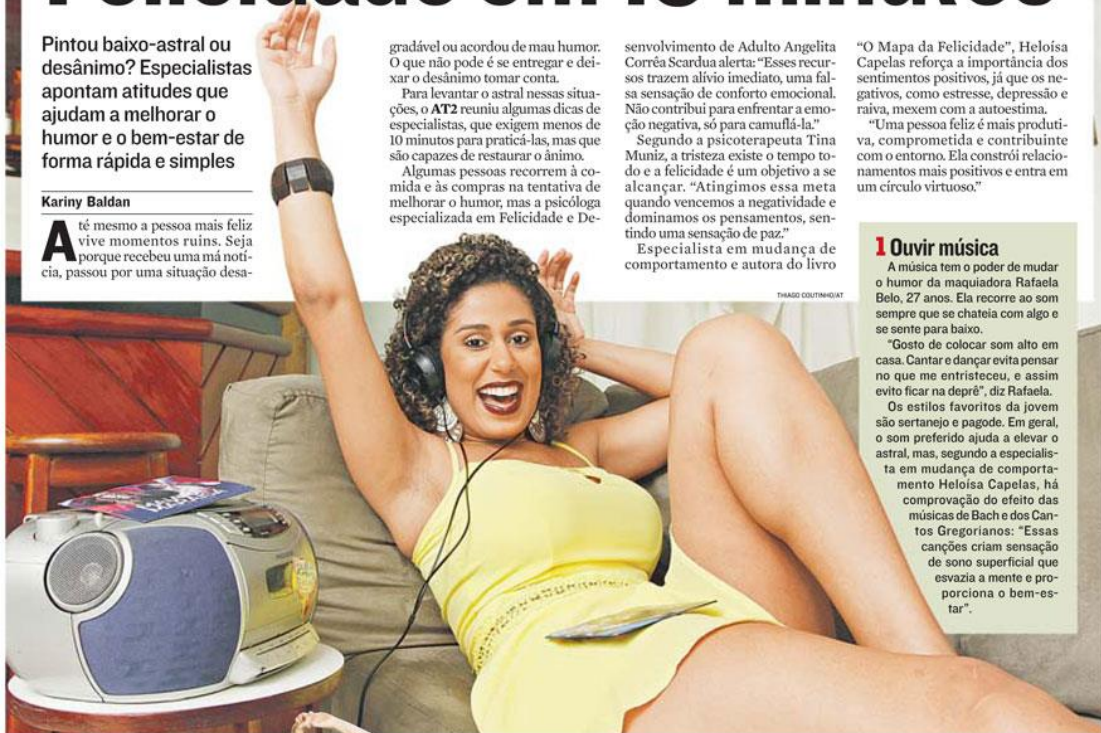 Felicidade em minutos
Pintou baixo-astral ou
desânimo? Especialistas
apontam atitudes que
ajudam a melhorar o
humor e o bem-estar de
forma rápida e simples
Kariny Baldan
Até mesmo a pessoa mais feliz
vive momentos ruins. Seja
porque recebeu uma má notí-
cia, passou por uma situação desa-
gradável ou acordou de mau humor.
O que não pode é se entregar e dei-
xar o desânimo tomar conta.
Para levantar o astral nessas situa-
ções, o AT2 reuniu algumas dicas de
especialistas, que exigem menos de
10 minutos para praticá-las, mas que
são capazes de restaurar o ânimo.
Algumas pessoas recorrem à co-
mida e às compras na tentativa de
melhorar o humor, mas a psicóloga
especializada em Felicidade e De-
senvolvimento de Adulto Angelita
Corrêa Scardua alerta: “Esses recur-
sos trazem alívio imediato, uma fal-
sa sensação de conforto emocional.
Não contribui para enfrentar a emo-
ção negativa, só para camuflá-la.”
Segundo a psicoterapeuta Tina
Muniz, a tristeza existe o tempo to-
do e a felicidade é um objetivo a se
alcançar. “Atingimos essa meta
quando vencemos a negatividade e
dominamos os pensamentos, sen-
tindo uma sensação de paz.”
Especialista em mudança de
comportamento e autora do livro
“O Mapa da Felicidade”, Heloísa
Capelas reforça a importância dos
sentimentos positivos, já que os ne-
gativos, como estresse, depressão e
raiva, mexem com a autoestima.
“Uma pessoa feliz é mais produti-
va, comprometida e contribuinte
com o entorno. Ela constrói relacio-
namentos mais positivos e entra em
um círculo virtuoso.”
THIAGO COUTINHO/AT
1 Ouvir música
A música tem o poder de mudar
o humor da maquiadora Rafaela
Belo, 27 anos. Ela recorre ao som
sempre que se chateia com algo e
se sente para baixo.
“Gosto de colocar som alto em
casa. Cantar e dançar evita pensar
no que me entristeceu, e assim
evito ficar na deprê”, diz Rafaela.
Os estilos favoritos da jovem
são sertanejo e pagode. Em geral,
o som preferido ajuda a elevar o
astral, mas, segundo a especialis-
ta em mudança de comporta-
mento Heloísa Capelas, há
comprovação do efeito das
músicas de Bach e dos Can-
tos Gregorianos: “Essas
canções criam sensação
de sono superficial que
esvazia a mente e pro-
porciona o bem-es-
tar”.